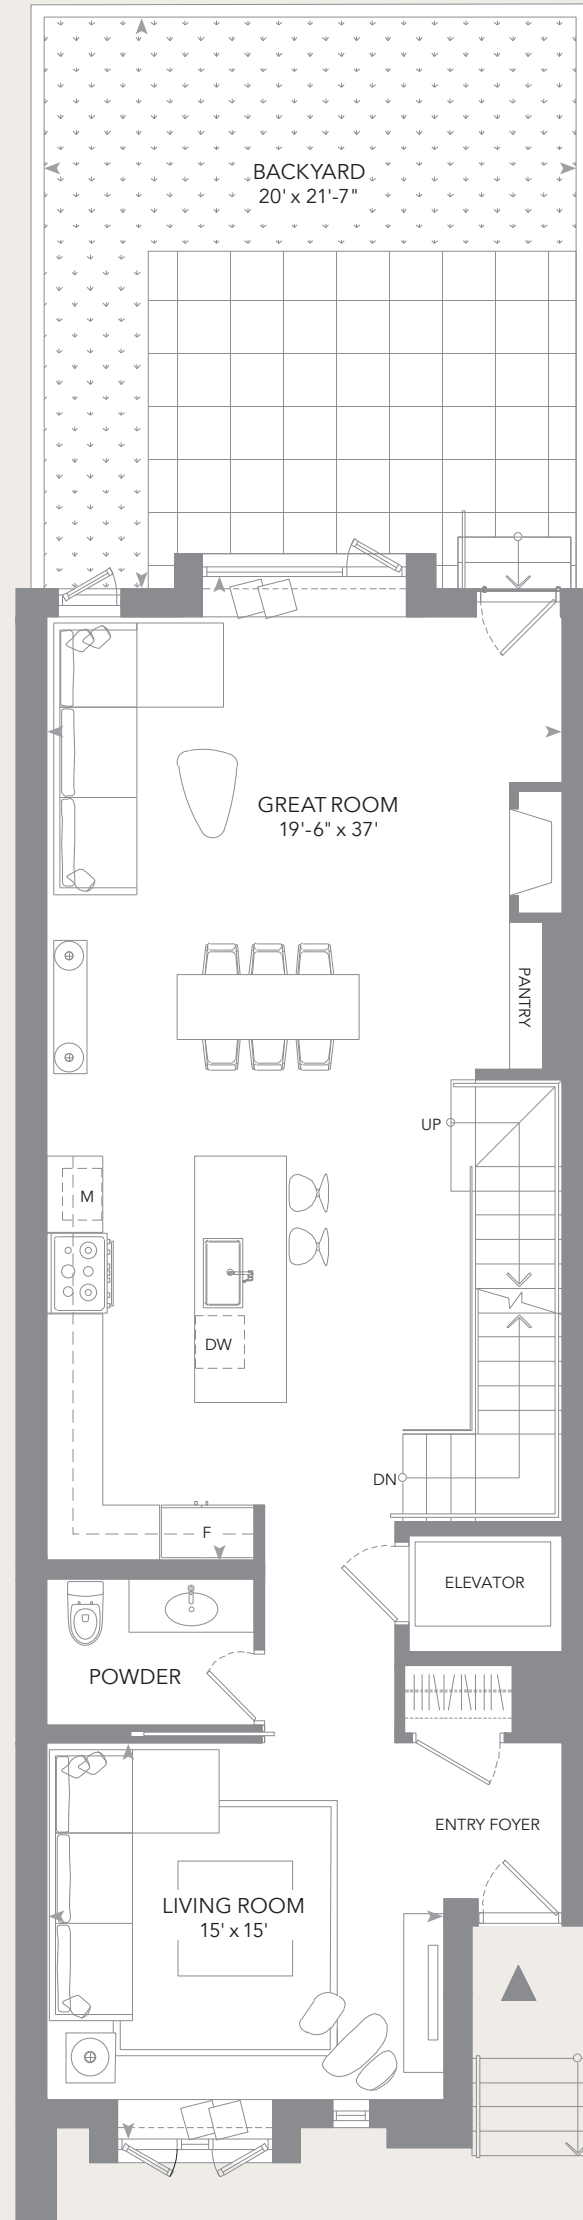 BACKYARD
20' x 21'-7"
GREAT ROOM
19'-6" x 37'
PANTRY
UP
M
DW
DN
F
ELEVATOR
POWDER
ENTRY FOYER
LIVING ROOM
15' x 15'